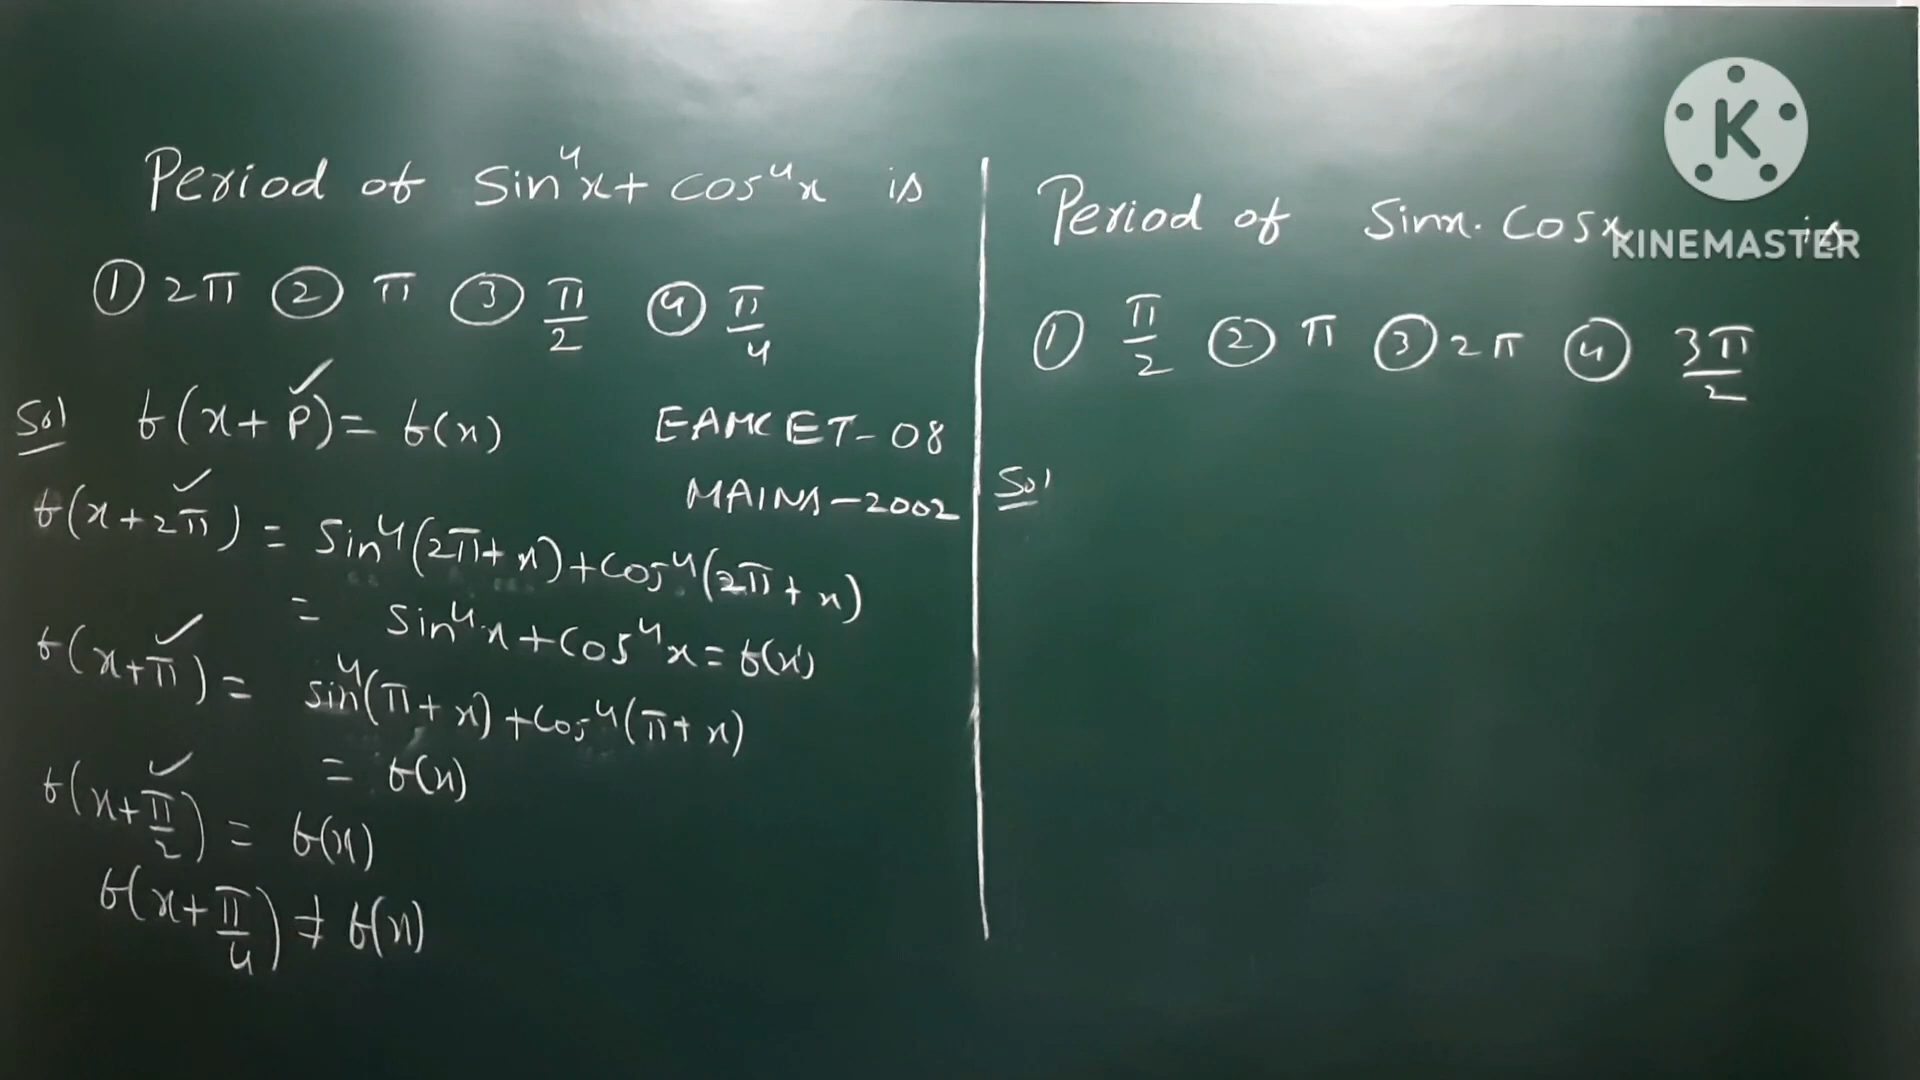 Period of sin⁴x + cos⁴x is
① 2π ② π ③ π/2 ④ π/4
Sol f(x+P) = f(x)
EAMCET-08
MAINS-2002
f(x+2π) = sin⁴(2π+x)+cos⁴(2π+x)
= sin⁴x+cos⁴x = f(x)
f(x+π) = sin⁴(π+x)+cos⁴(π+x)
= f(x)
f(x+π/2) = f(x)
f(x+π/4) ≠ f(x)
Period of sinx. cosx is
① π/2 ② π ③ 2π ④ 3π/2
Sol
K
KINEMASTER